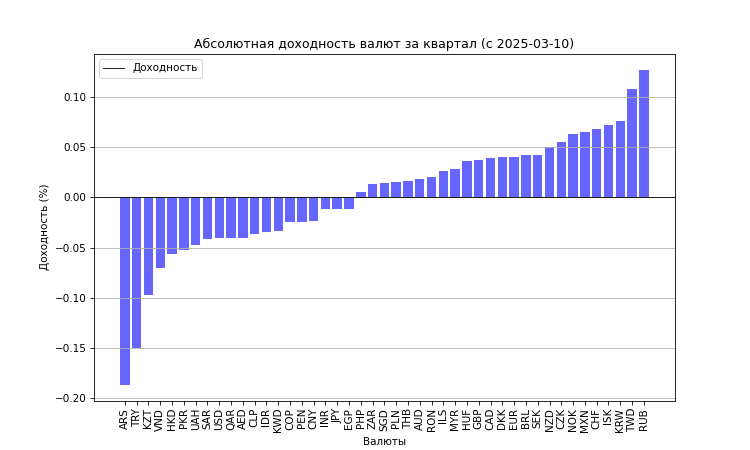 Абсолютная доходность валют за квартал (с 2025-03-10)
Доходность
0.10
0.05
0.00
−0.05
−0.10
−0.15
−0.20
Доходность (%)
ARS TRY KZT VND HKD PKR UAH SAR USD QAR AED CLP IDR KWD COP PEN CNY INR JPY EGP PHP ZAR SGD PLN THB AUD RON ILS MYR HUF GBP CAD DKK EUR BRL SEK NZD CZK NOK MXN CHF ISK KRW TWD RUB
Валюты